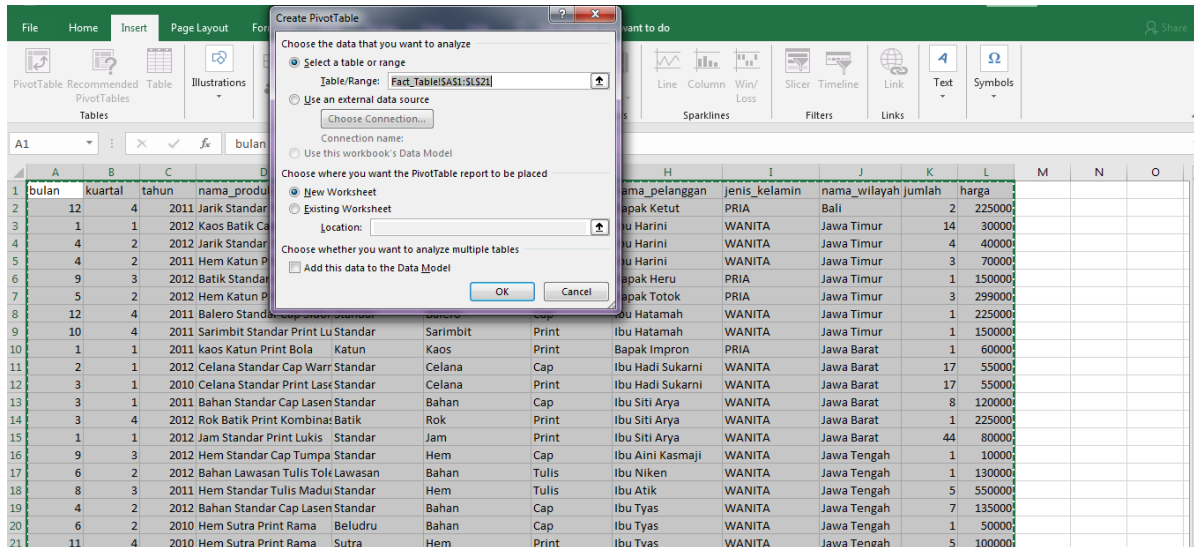 Create PivotTable
File Home Insert Page Layout want to do Share
Choose the data that you want to analyze
Select a table or range
Table/Range: Fact_Table!$A$1:$L$21
Use an external data source
Choose Connection...
Connection name:
Use this workbook's Data Model
Choose where you want the PivotTable report to be placed
New Worksheet
Existing Worksheet
Location:
Choose whether you want to analyze multiple tables
Add this data to the Data Model
OK Cancel
PivotTable Recommended PivotTables Table
Tables
Illustrations
Line Column Win/Loss
Sparklines
Slicer Timeline
Filters
Link
Links
Text
Symbols
A1 fx bulan
A B C D H I J K L M N O
1 bulan kuartal tahun nama_produ jenis_kelamin nama_wilayah jumlah harga
2 12 4 2011 Jarik Standar Bapak Ketut PRIA Bali 2 225000
3 1 1 2012 Kaos Batik Ca Ibu Harini WANITA Jawa Timur 14 30000
4 4 2 2012 Jarik Standar Ibu Harini WANITA Jawa Timur 4 40000
5 4 2 2011 Hem Katun P Ibu Harini WANITA Jawa Timur 3 70000
6 9 3 2012 Batik Standar Bapak Heru PRIA Jawa Timur 1 150000
7 5 2 2012 Hem Katun P Bapak Totok PRIA Jawa Timur 3 299000
8 12 4 2011 Balero Standar Ibu Hatamah WANITA Jawa Timur 1 225000
9 10 4 2011 Sarimbit Standar Print Lu Standar Sarimbit Print Ibu Hatamah WANITA Jawa Timur 1 150000
10 1 1 2011 kaos Katun Print Bola Katun Kaos Print Bapak Impron PRIA Jawa Barat 1 60000
11 2 1 2012 Celana Standar Cap Warr Standar Celana Cap Ibu Hadi Sukarni WANITA Jawa Barat 17 55000
12 3 1 2010 Celana Standar Print Lase Standar Celana Print Ibu Hadi Sukarni WANITA Jawa Barat 17 55000
13 3 1 2011 Bahan Standar Cap Lasen Standar Bahan Cap Ibu Siti Arya WANITA Jawa Barat 8 120000
14 3 4 2012 Rok Batik Print Kombinas Batik Rok Print Ibu Siti Arya WANITA Jawa Barat 1 225000
15 1 1 2012 Jam Standar Print Lukis Standar Jam Print Ibu Siti Arya WANITA Jawa Barat 44 80000
16 9 3 2012 Hem Standar Cap Tumpa Standar Hem Cap Ibu Aini Kasmaji WANITA Jawa Tengah 1 10000
17 6 2 2012 Bahan Lawasan Tulis Tole Lawasan Bahan Tulis Ibu Niken WANITA Jawa Tengah 1 130000
18 8 3 2011 Hem Standar Tulis Madu Standar Hem Tulis Ibu Atik WANITA Jawa Tengah 5 550000
19 4 2 2012 Bahan Standar Cap Lasen Standar Bahan Cap Ibu Tyas WANITA Jawa Tengah 7 135000
20 6 2 2010 Hem Sutra Print Rama Beludru Bahan Cap Ibu Tyas WANITA Jawa Tengah 1 50000
21 11 4 2010 Hem Sutra Print Rama Sutra Hem Print Ibu Tyas WANITA Jawa Tengah 5 100000